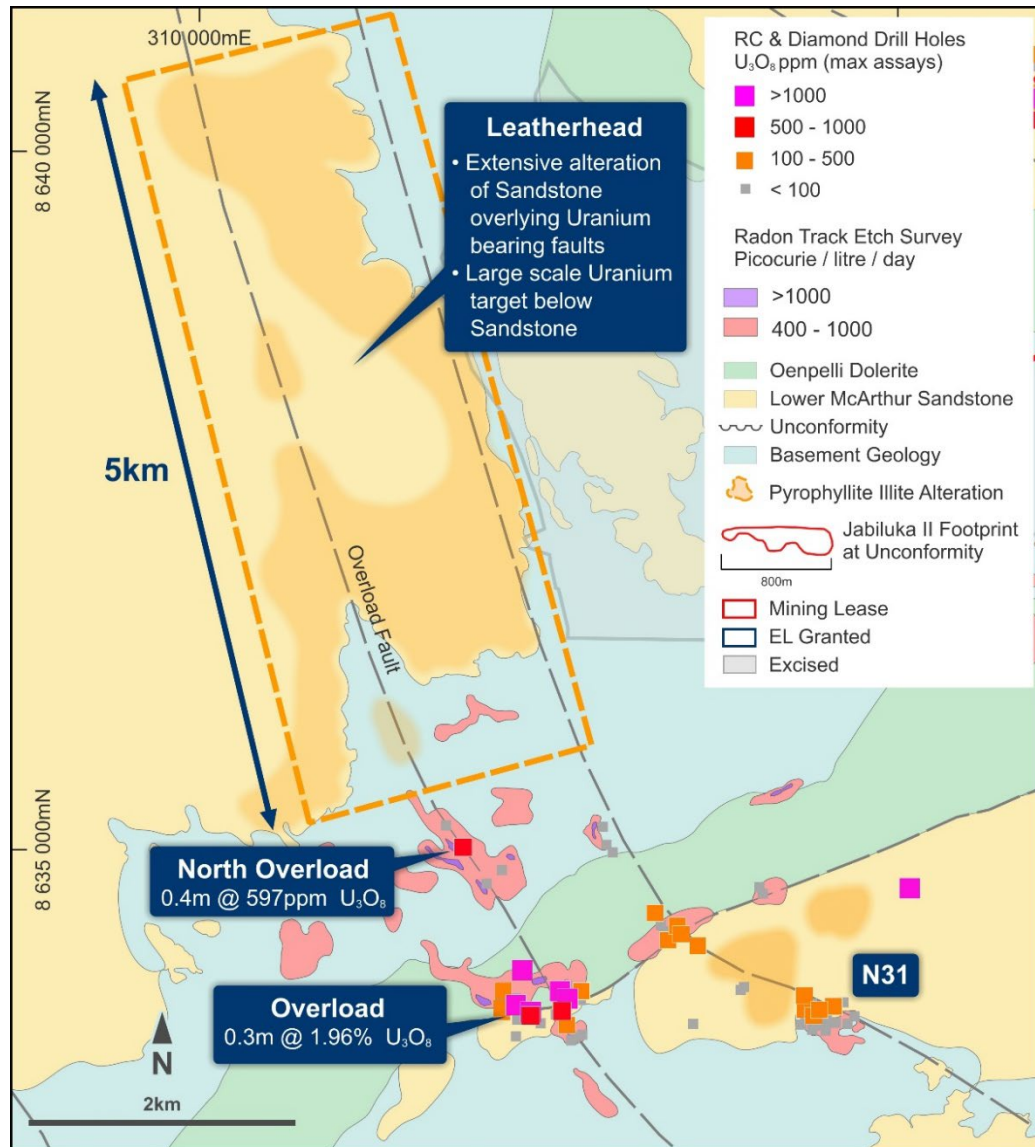 310 000mE
8 640 000mN
8 635 000mN
Leatherhead
• Extensive alteration
of Sandstone
overlying Uranium
bearing faults
• Large scale Uranium
target below
Sandstone
5km
Overload Fault
North Overload
0.4m @ 597ppm U₃O₈
Overload
0.3m @ 1.96% U₃O₈
N31
N
2km
RC & Diamond Drill Holes
U₃O₈ ppm (max assays)
>1000
500 - 1000
100 - 500
< 100
Radon Track Etch Survey
Picocurie / litre / day
>1000
400 - 1000
Oenpelli Dolerite
Lower McArthur Sandstone
Unconformity
Basement Geology
Pyrophyllite Illite Alteration
Jabiluka II Footprint
at Unconformity
800m
Mining Lease
EL Granted
Excised